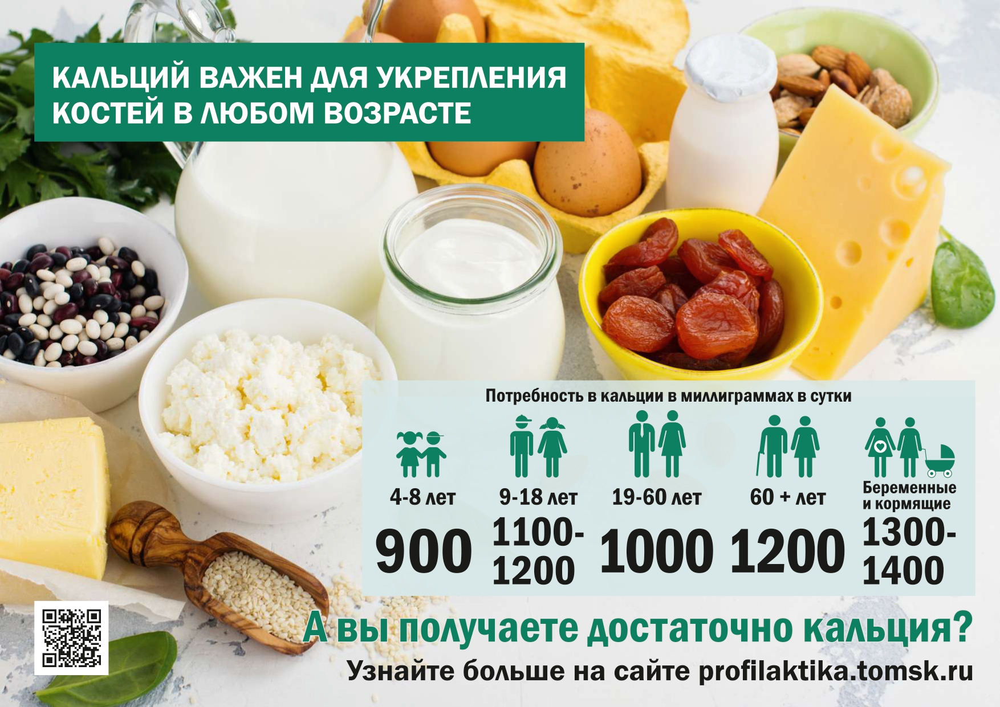 КАЛЬЦИЙ ВАЖЕН ДЛЯ УКРЕПЛЕНИЯ
КОСТЕЙ В ЛЮБОМ ВОЗРАСТЕ
Потребность в кальции в миллиграммах в сутки
4-8 лет
900
9-18 лет
1100-
1200
19-60 лет
1000
60 + лет
1200
Беременные
и кормящие
1300-
1400
А вы получаете достаточно кальция?
Узнайте больше на сайте profilaktika.tomsk.ru